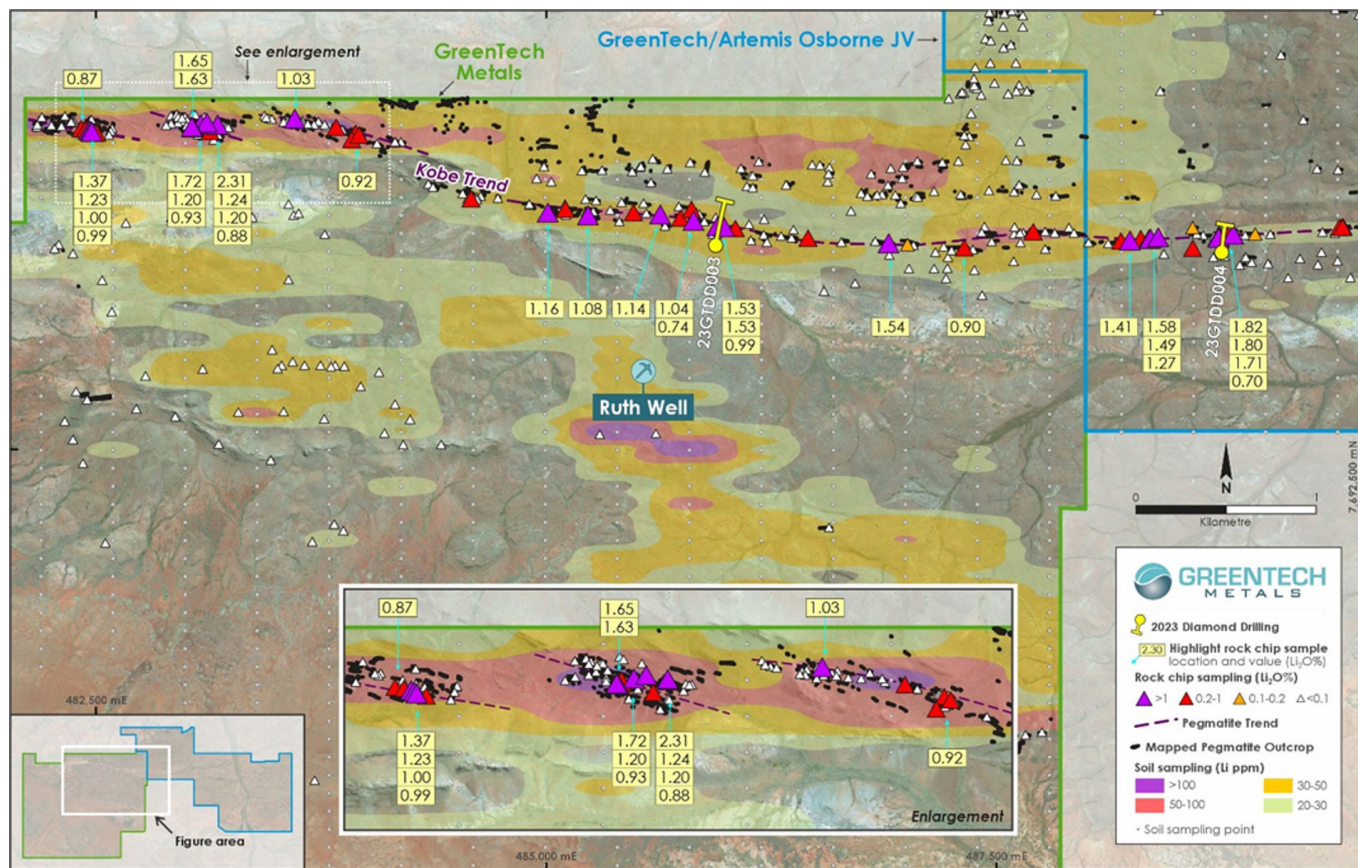 See enlargement
GreenTech
Metals
GreenTech/Artemis Osborne JV
0.87
1.65
1.63
1.03
1.37
1.23
1.00
0.99
1.72
1.20
0.93
2.31
1.24
1.20
0.88
0.92
Kobe Trend
1.16
1.08
1.14
1.04
0.74
23GTDD003
1.53
1.53
0.99
1.54
0.90
1.41
1.58
1.49
1.27
23GTDD004
1.82
1.80
1.71
0.70
Ruth Well
N
0 1
Kilometre
7,692,500 mN
482,500 mE
0.87
1.65
1.63
1.03
1.37
1.23
1.00
0.99
1.72
1.20
0.93
2.31
1.24
1.20
0.88
0.92
Enlargement
Figure area
485,000 mE
487,500 mE
GREENTECH
METALS
2023 Diamond Drilling
2.30 Highlight rock chip sample
location and value (Li₂O%)
Rock chip sampling (Li₂O%)
>1 0.2-1 0.1-0.2 <0.1
Pegmatite Trend
Mapped Pegmatite Outcrop
Soil sampling (Li ppm)
>100 30-50
50-100 20-30
Soil sampling point